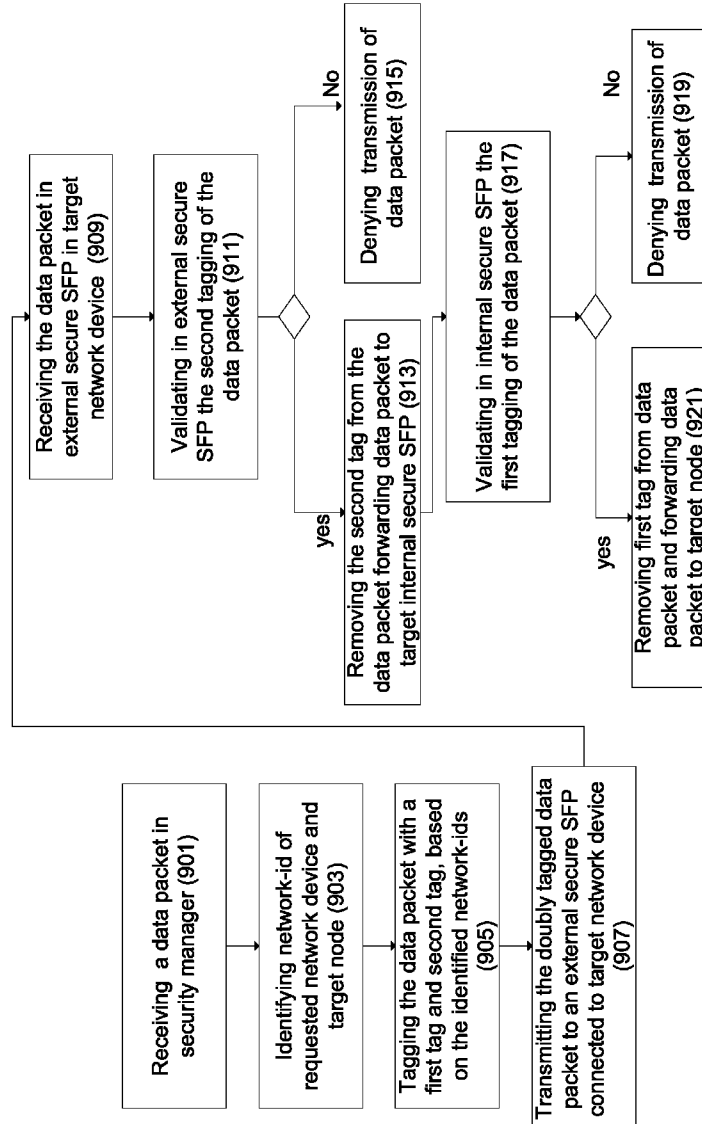 Receiving a data packet in
security manager (901)
Identifying network-id of
requested network device and
target node (903)
Tagging the data packet with a
first tag and second tag, based
on the identified network-ids
(905)
Transmitting the doubly tagged data
packet to an external secure SFP
connected to target network device
(907)
Receiving the data packet in
external secure SFP in target
network device (909)
Validating in external secure
SFP the second tagging of the
data packet (911)
yes
No
Removing the second tag from the
data packet forwarding data packet to
target internal secure SFP (913)
Denying transmission of
data packet (915)
Validating in internal secure SFP the
first tagging of the data packet (917)
yes
No
Removing first tag from data
packet and forwarding data
packet to target node (921)
Denying transmission of
data packet (919)